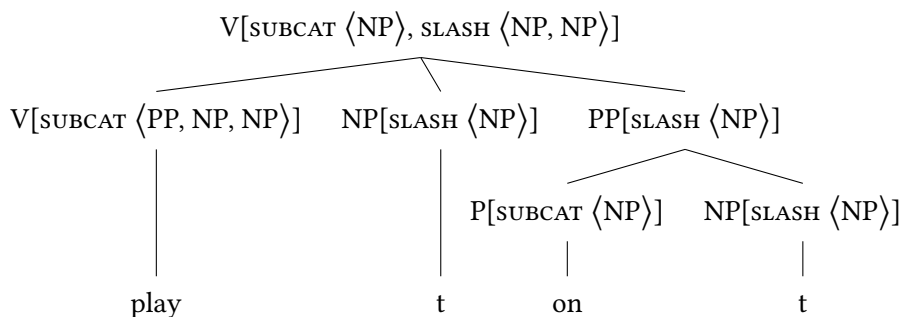 V[SUBCAT ⟨NP⟩, SLASH ⟨NP, NP⟩]
V[SUBCAT ⟨PP, NP, NP⟩] NP[SLASH ⟨NP⟩] PP[SLASH ⟨NP⟩]
P[SUBCAT ⟨NP⟩] NP[SLASH ⟨NP⟩]
play t on t